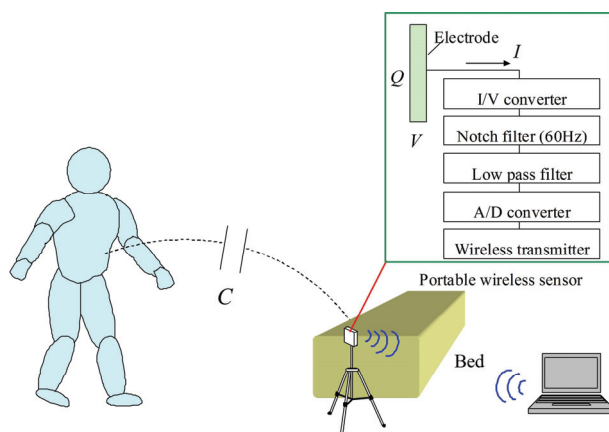 Electrode
I
Q
V
I/V converter
Notch filter (60Hz)
Low pass filter
A/D converter
Wireless transmitter
Portable wireless sensor
C
Bed